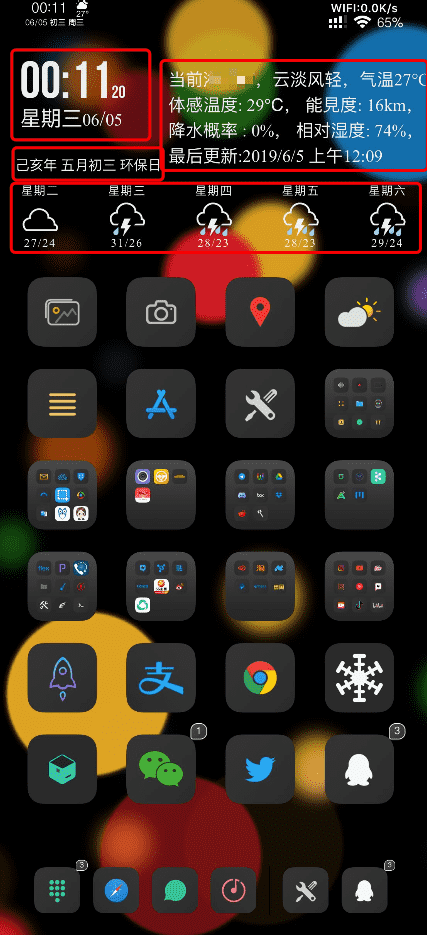 00:11
27°
06/05 初三 周三
WIFI:0.0K/s
65%
00:11 20
星期三06/05
己亥年 五月初三 环保日
当前 ，云淡风轻，气温27°C
体感温度: 29℃， 能見度: 16km，
降水概率 : 0%， 相对湿度: 74%，
最后更新:2019/6/5 上午12:09
星期二 星期三 星期四 星期五 星期六
27/24 31/26 28/23 28/23 29/24
1
3
3